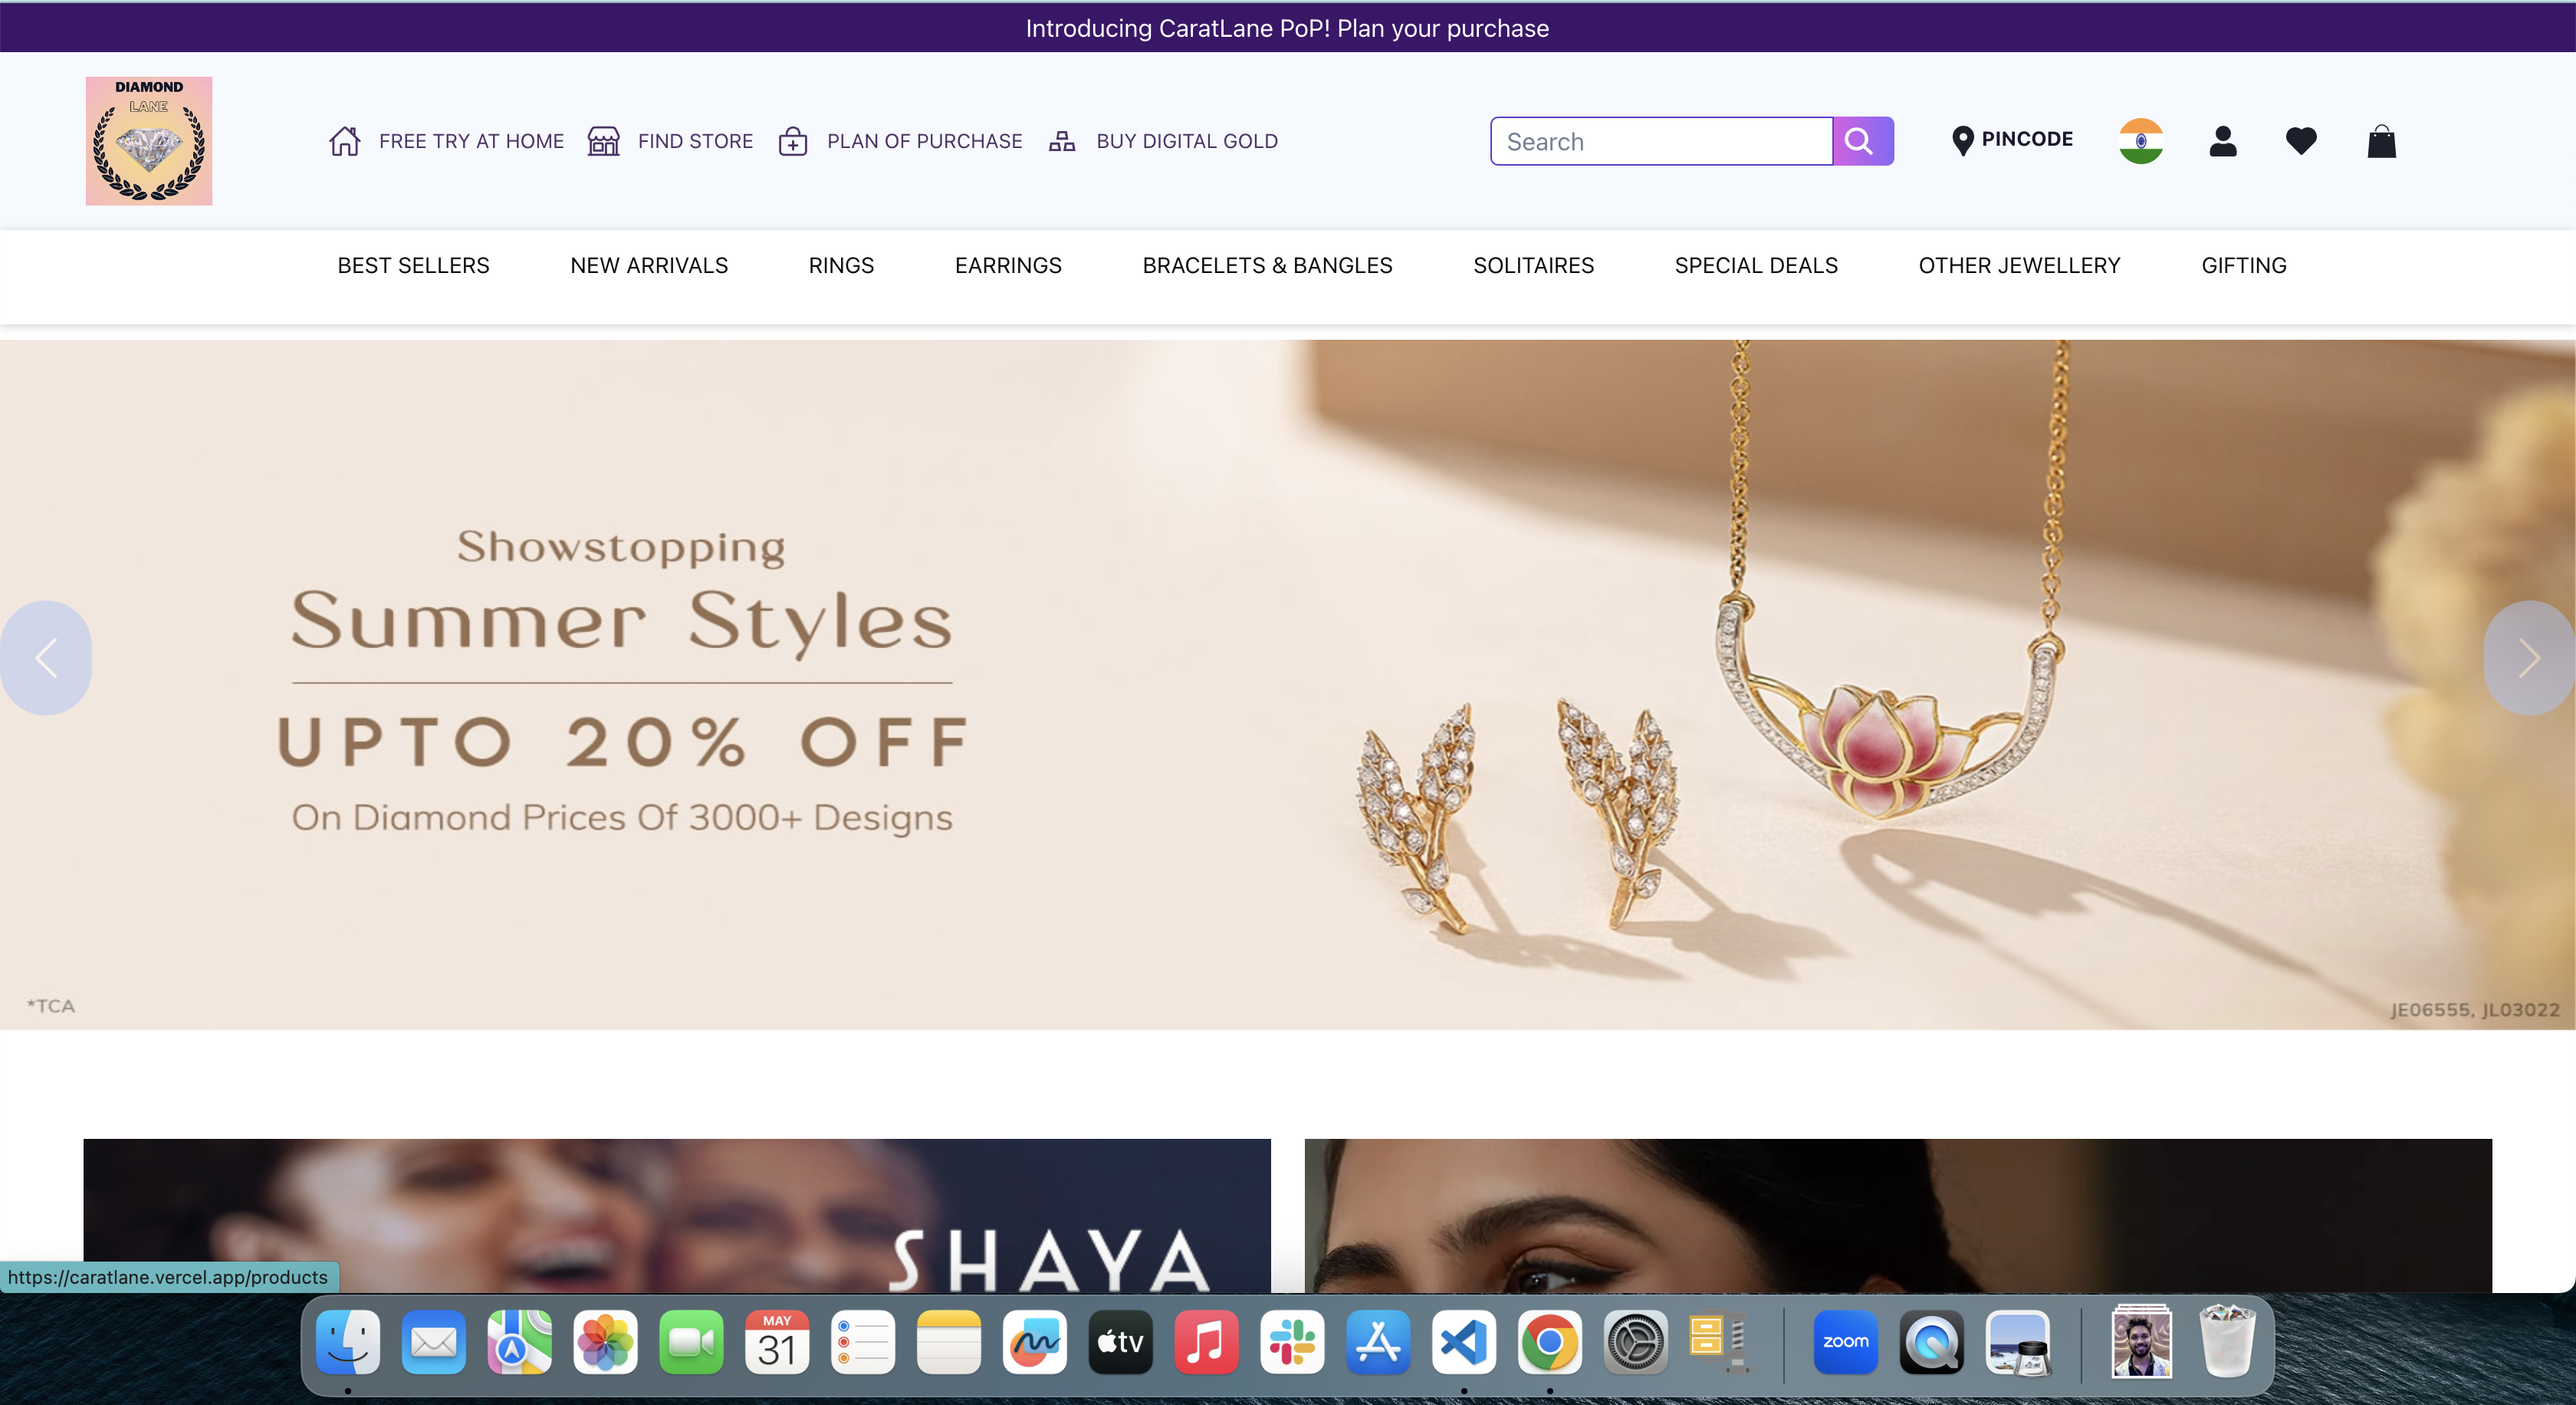 Introducing CaratLane PoP! Plan your purchase
DIAMOND
LANE
FREE TRY AT HOME
FIND STORE
PLAN OF PURCHASE
BUY DIGITAL GOLD
Search
PINCODE
BEST SELLERS
NEW ARRIVALS
RINGS
EARRINGS
BRACELETS & BANGLES
SOLITAIRES
SPECIAL DEALS
OTHER JEWELLERY
GIFTING
Showstopping
Summer Styles
UPTO 20% OFF
On Diamond Prices Of 3000+ Designs
*TCA
JE06555, JL03022
SHAYA
https://caratlane.vercel.app/products
MAY
31
tv
zoom